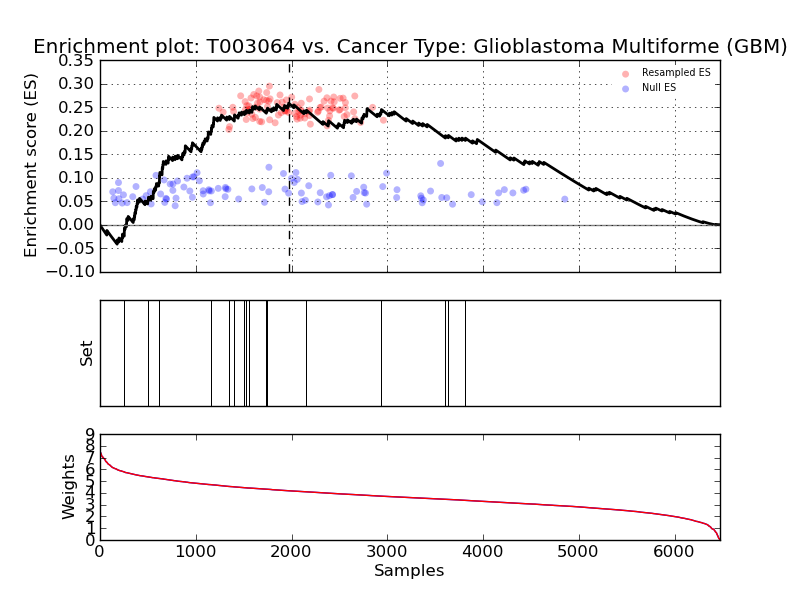 Enrichment plot: T003064 vs. Cancer Type: Glioblastoma Multiforme (GBM)
Enrichment score (ES)
0.35
0.30
0.25
0.20
0.15
0.10
0.05
0.00
−0.05
−0.10
Resampled ES
Null ES
Set
Weights
9
8
7
6
5
4
3
2
1
0
0 1000 2000 3000 4000 5000 6000
Samples